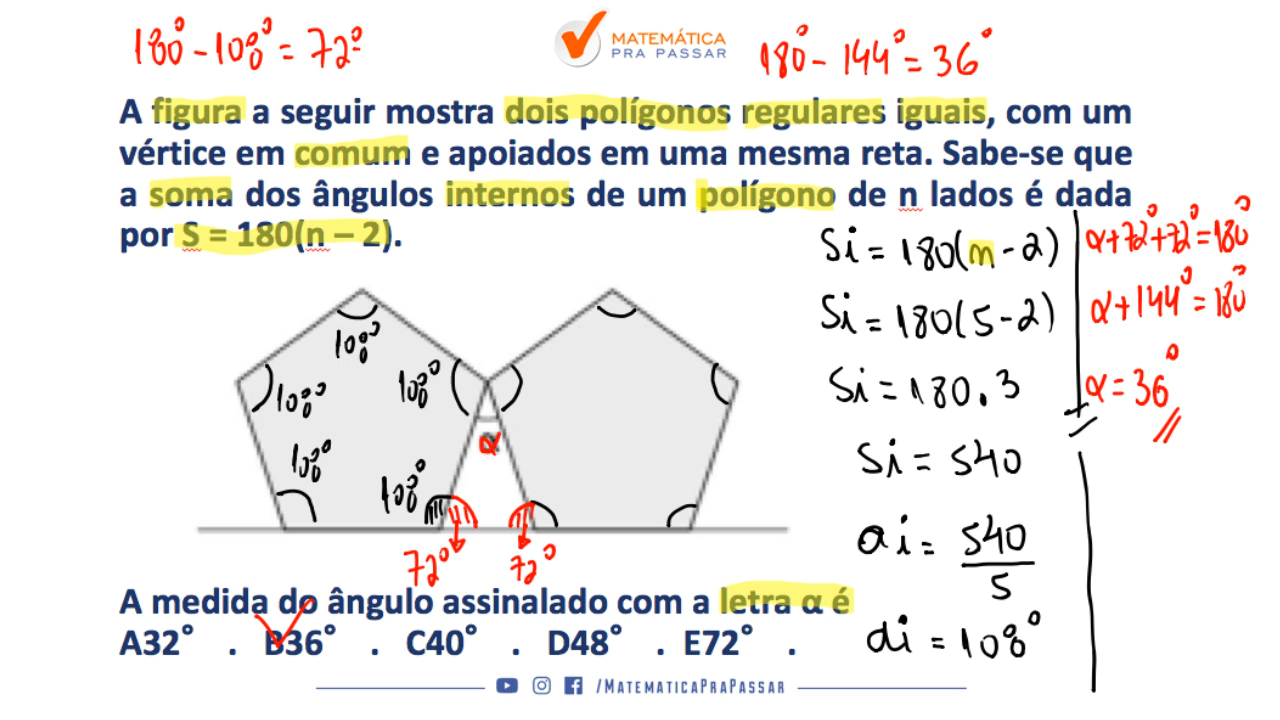 180° - 108° = 72°
MATEMÁTICA
PRA PASSAR
180° - 144° = 36°
A figura a seguir mostra dois polígonos regulares iguais, com um
vértice em comum e apoiados em uma mesma reta. Sabe-se que
a soma dos ângulos internos de um polígono de n lados é dada
por S = 180(n – 2).
Si = 180(n - 2)
Si = 180(5 - 2)
Si = 180 . 3
Si = 540
ai = 540/5
ai = 108°
α + 72° + 72° = 180°
α + 144° = 180°
α = 36°
108°
108°
108°
108°
108°
α
72°
72°
A medida do ângulo assinalado com a letra α é
A32° . B36° . C40° . D48° . E72° .
/MatematicaPraPassar